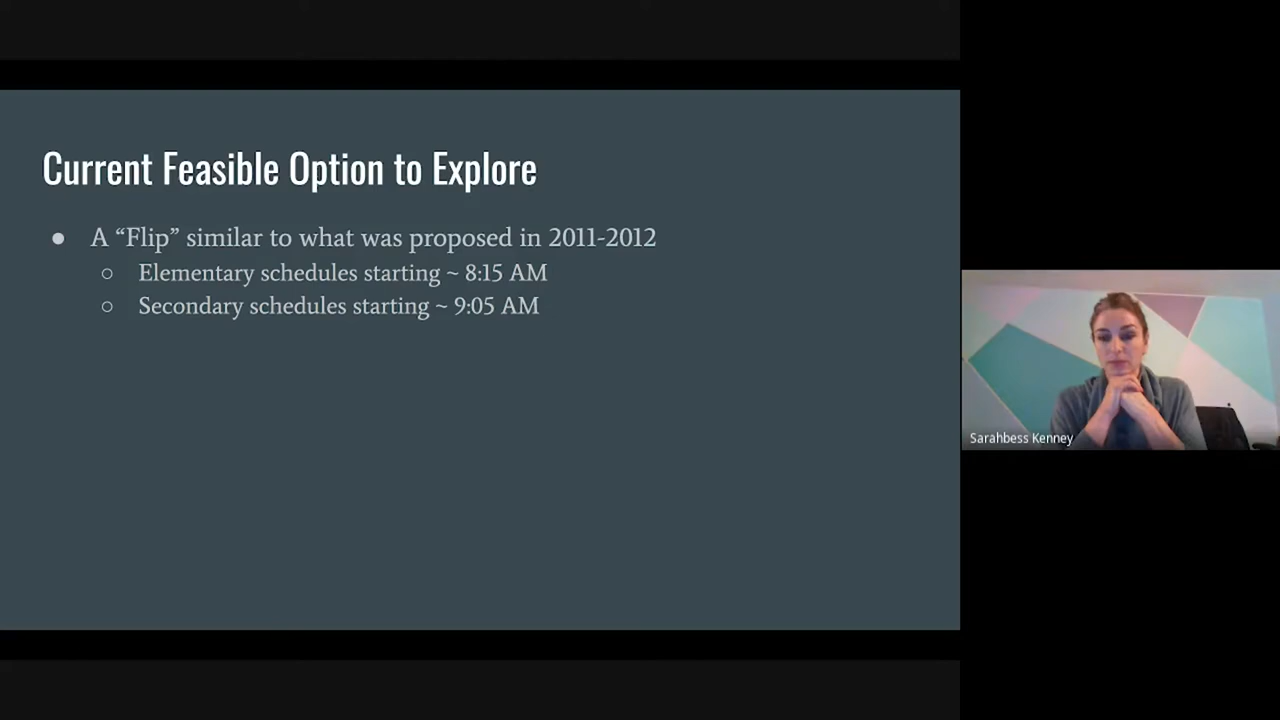 Current Feasible Option to Explore
● A “Flip” similar to what was proposed in 2011-2012
○ Elementary schedules starting ~ 8:15 AM
○ Secondary schedules starting ~ 9:05 AM
Sarahbess Kenney